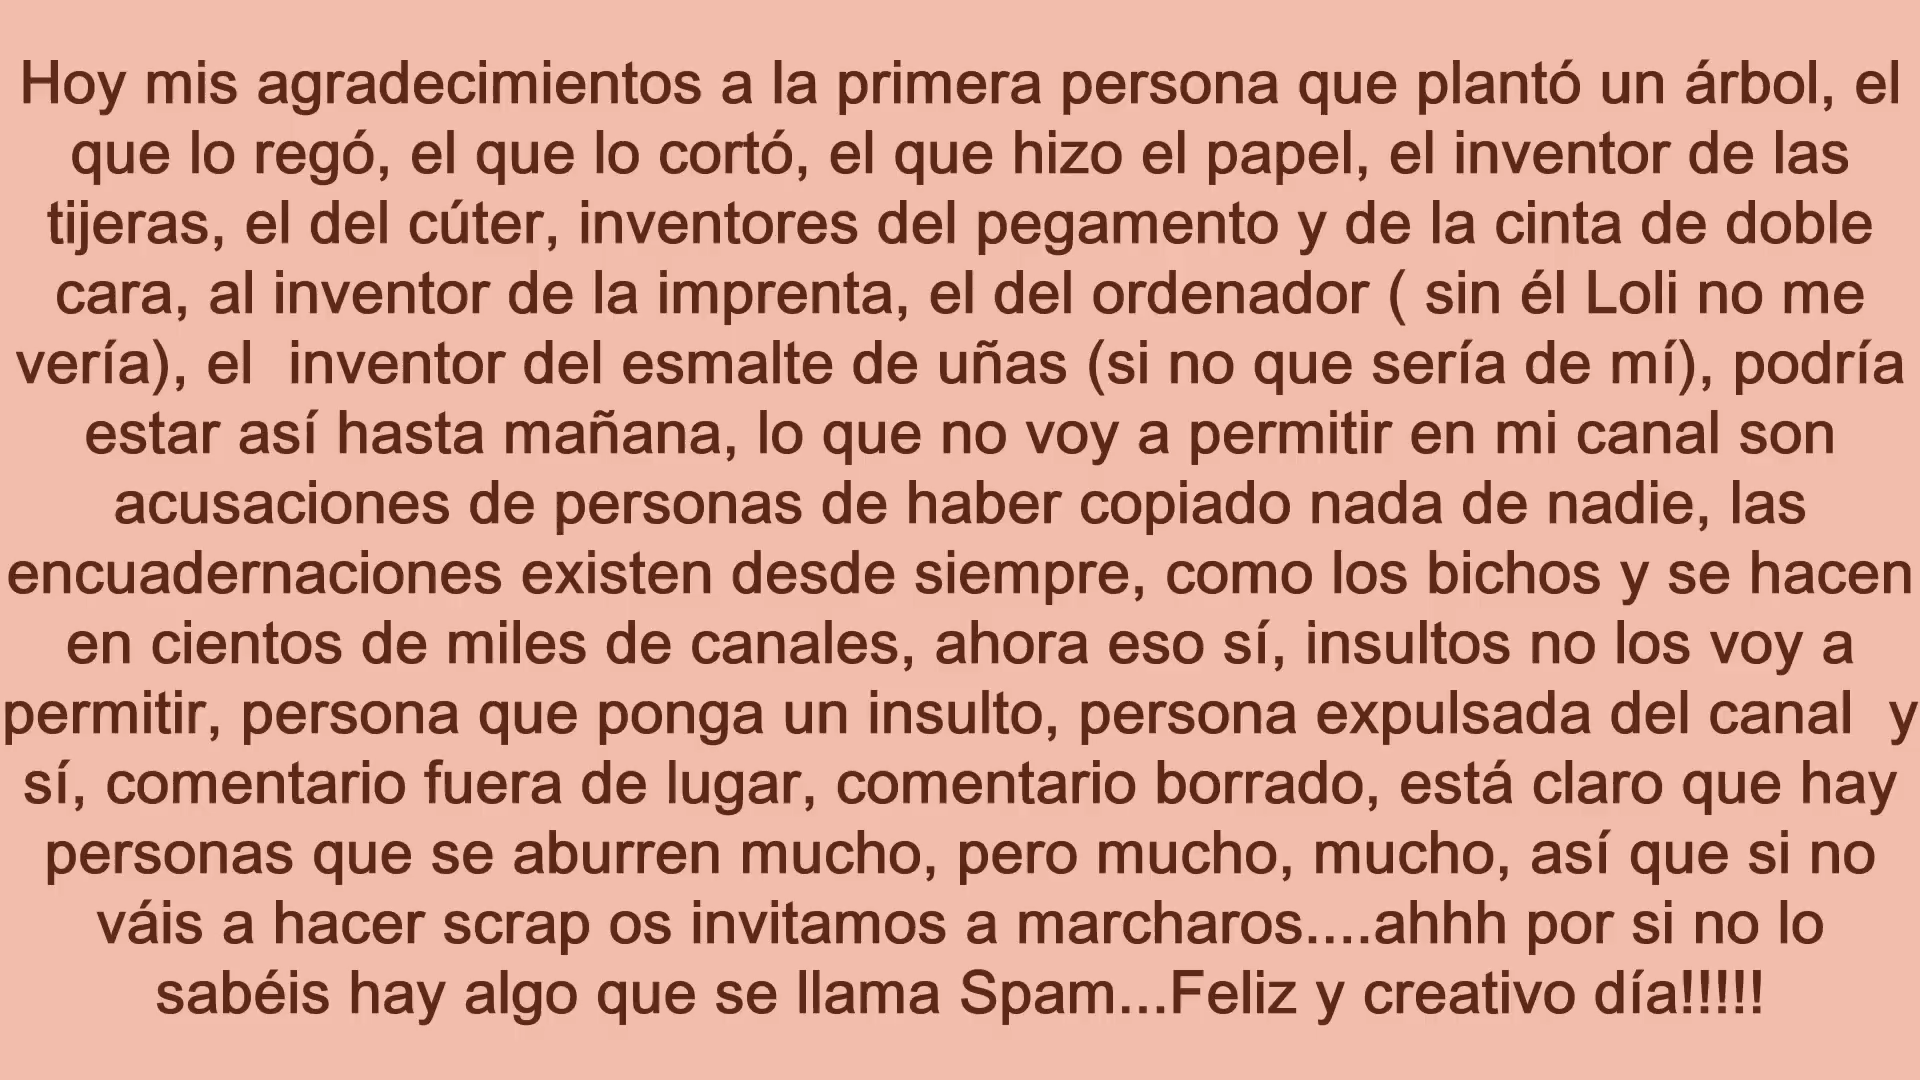 Hoy mis agradecimientos a la primera persona que plantó un árbol, el
que lo regó, el que lo cortó, el que hizo el papel, el inventor de las
tijeras, el del cúter, inventores del pegamento y de la cinta de doble
cara, al inventor de la imprenta, el del ordenador ( sin él Loli no me
vería), el  inventor del esmalte de uñas (si no que sería de mí), podría
estar así hasta mañana, lo que no voy a permitir en mi canal son
acusaciones de personas de haber copiado nada de nadie, las
encuadernaciones existen desde siempre, como los bichos y se hacen
en cientos de miles de canales, ahora eso sí, insultos no los voy a
permitir, persona que ponga un insulto, persona expulsada del canal  y
sí, comentario fuera de lugar, comentario borrado, está claro que hay
personas que se aburren mucho, pero mucho, mucho, así que si no
váis a hacer scrap os invitamos a marcharos....ahhh por si no lo
sabéis hay algo que se llama Spam...Feliz y creativo día!!!!!